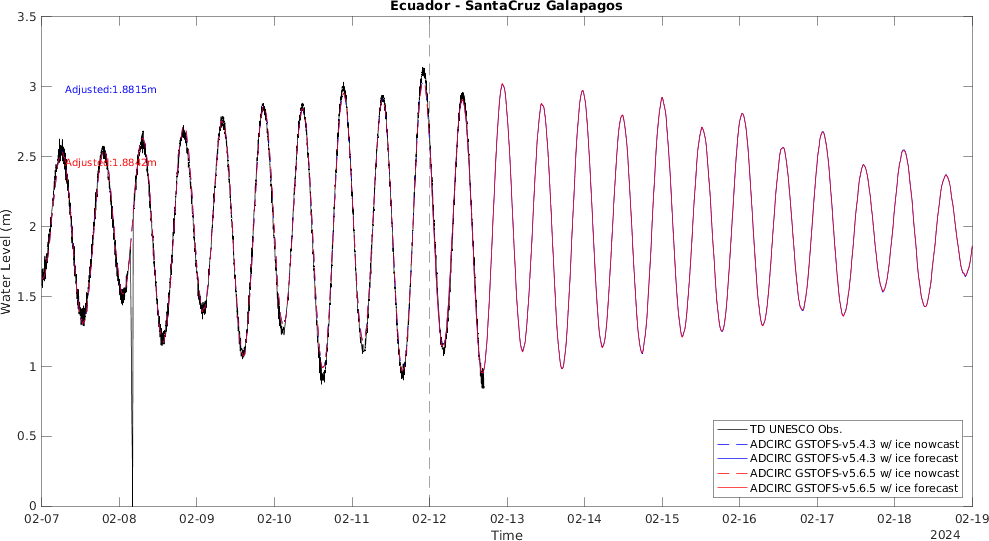 Ecuador - SantaCruz Galapagos
3.5
3
2.5
2
1.5
1
0.5
0
Water Level (m)
Adjusted:1.8815m
Adjusted:1.8842m
TD UNESCO Obs.
ADCIRC GSTOFS-v5.4.3 w/ ice nowcast
ADCIRC GSTOFS-v5.4.3 w/ ice forecast
ADCIRC GSTOFS-v5.6.5 w/ ice nowcast
ADCIRC GSTOFS-v5.6.5 w/ ice forecast
02-07 02-08 02-09 02-10 02-11 02-12 02-13 02-14 02-15 02-16 02-17 02-18 02-19
Time
2024